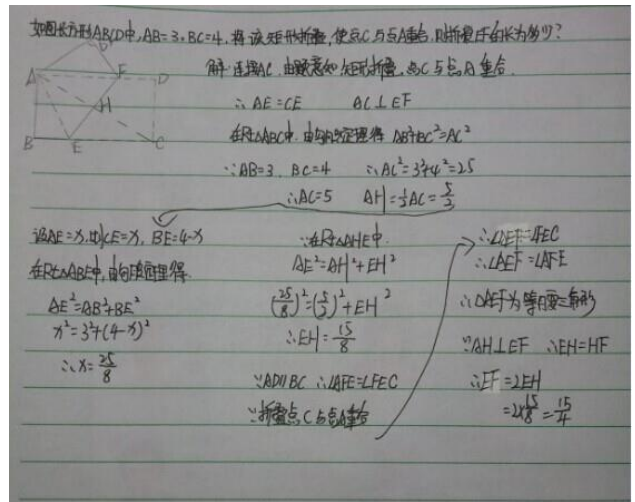 如图长方形ABCD中,AB=3,BC=4,将该矩形折叠,使点C与点A重合,则折叠EF的长为多少?
D'
A
F
D
H
B
E
C
解:连接AC,由题意知矩形折叠,点C与点A重合.
∴ AE=CE AC⊥EF
在Rt△ABC中,由勾股定理得 AB²+BC²=AC²
∵AB=3, BC=4 ∴AC²=3²+4²=25
∴AC=5 AH=½AC=5/2
设AE=x,则CE=x, BE=4-x
在Rt△ABE中,由勾股定理得
AE²=AB²+BE²
x²=3²+(4-x)²
∴x=25/8
∵在Rt△AHE中,
AE²=AH²+EH²
(25/8)²=(5/2)²+EH²
∴EH=15/8
∵AD∥BC ∴∠AFE=∠FEC
∵折叠点C与点A重合
∴∠AEF=∠FEC
∴∠AEF=∠AFE
∴△AEF为等腰三角形
∵AH⊥EF ∴EH=HF
∴EF=2EH
=2×15/8=15/4